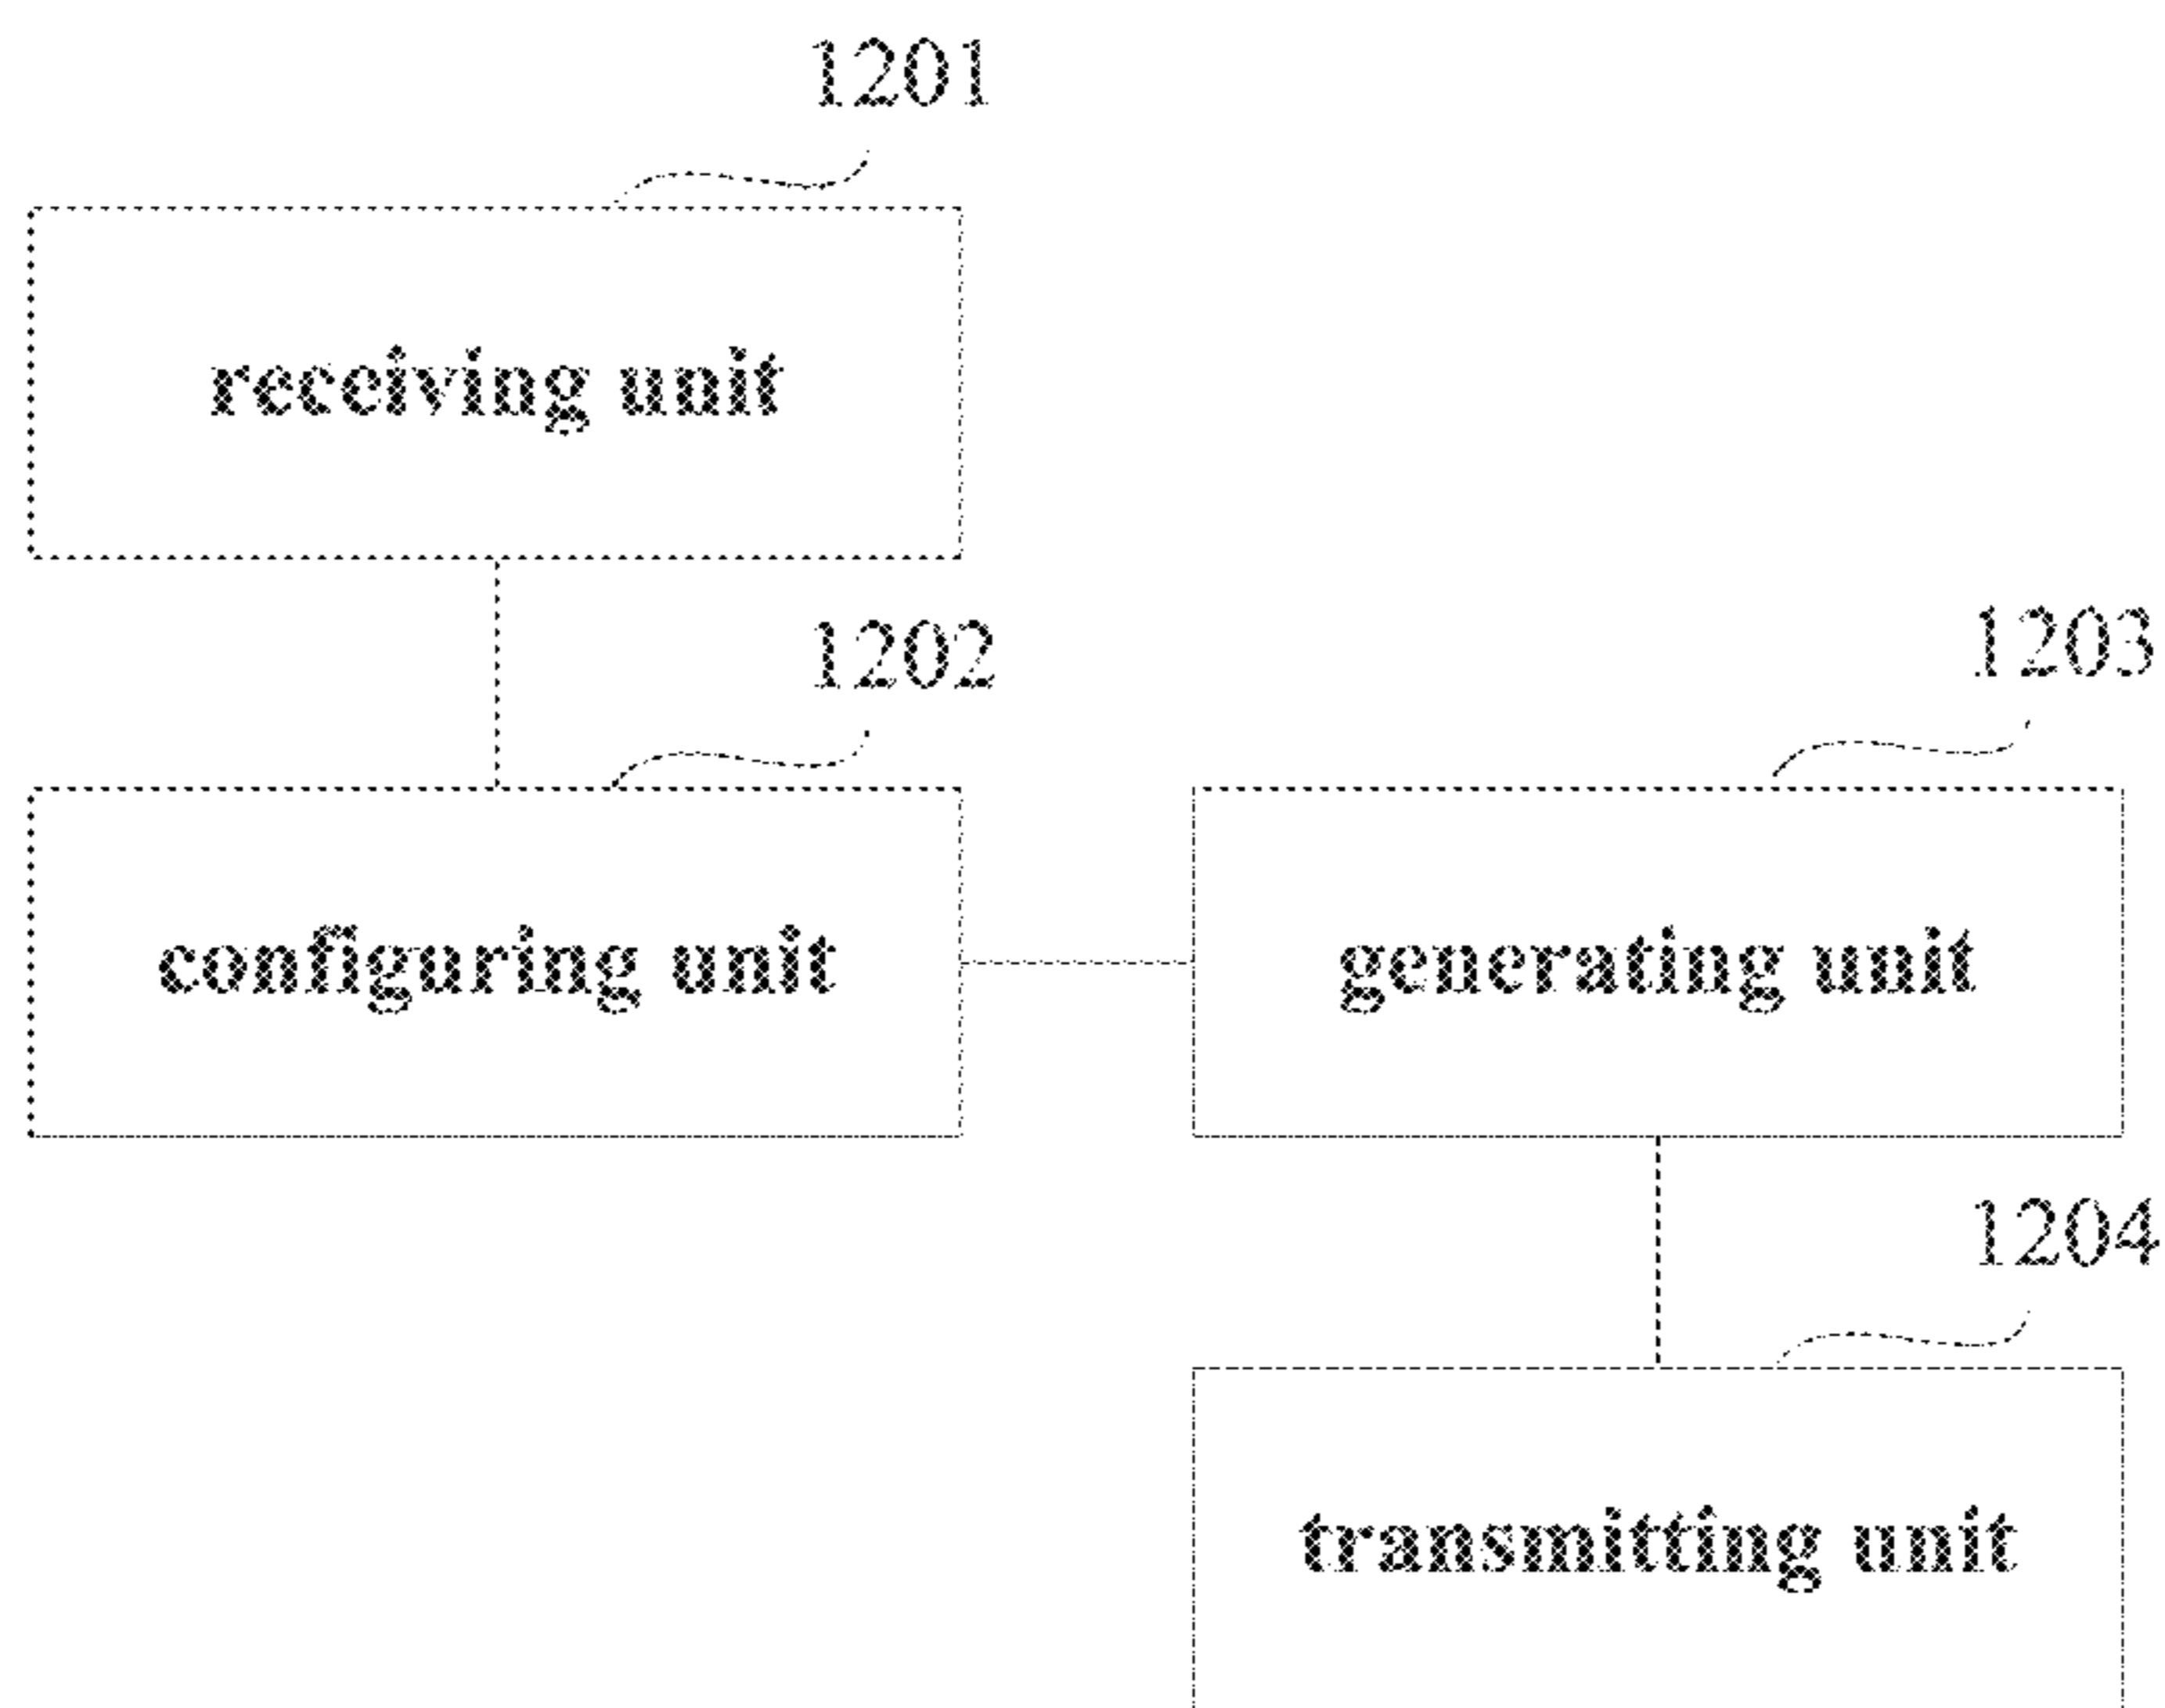 1201
receiving unit
1202
1203
configuring unit
generating unit
1204
transmitting unit